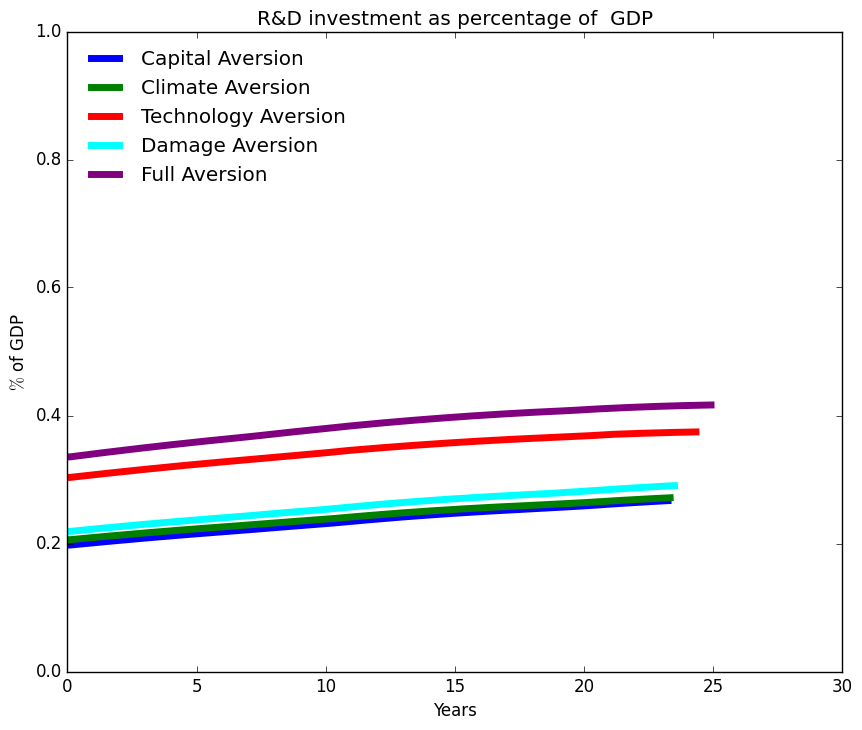 R&D investment as percentage of  GDP
Capital Aversion
Climate Aversion
Technology Aversion
Damage Aversion
Full Aversion
1.0
0.8
0.6
0.4
0.2
0.0
% of GDP
0 5 10 15 20 25 30
Years